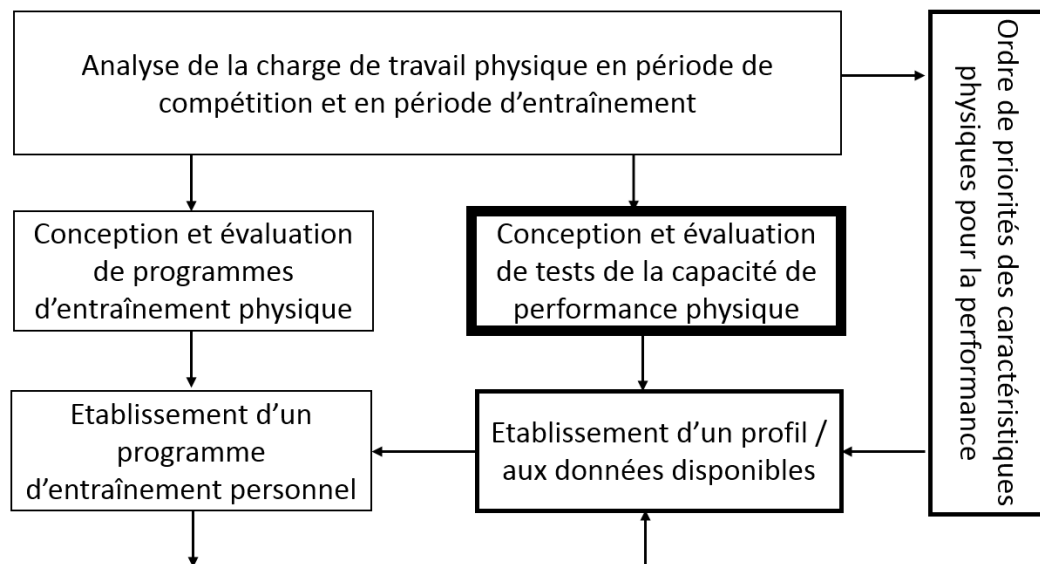 Analyse de la charge de travail physique en période de
compétition et en période d’entraînement
Ordre de priorités des caractéristiques
physiques pour la performance
Conception et évaluation
de programmes
d’entraînement physique
Conception et évaluation
de tests de la capacité de
performance physique
Etablissement d’un
programme
d’entraînement personnel
Etablissement d’un profil /
aux données disponibles